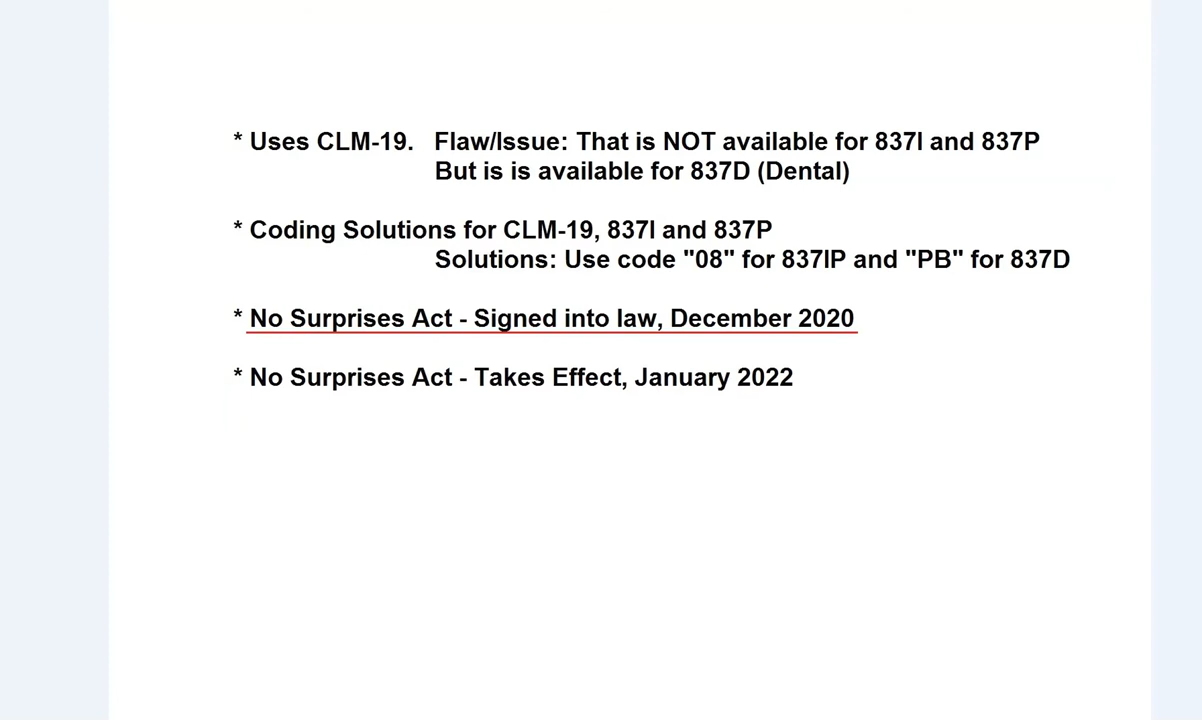 * Uses CLM-19. Flaw/Issue: That is NOT available for 837I and 837P
But is is available for 837D (Dental)
* Coding Solutions for CLM-19, 837I and 837P
Solutions: Use code "08" for 837IP and "PB" for 837D
* No Surprises Act - Signed into law, December 2020
* No Surprises Act - Takes Effect, January 2022